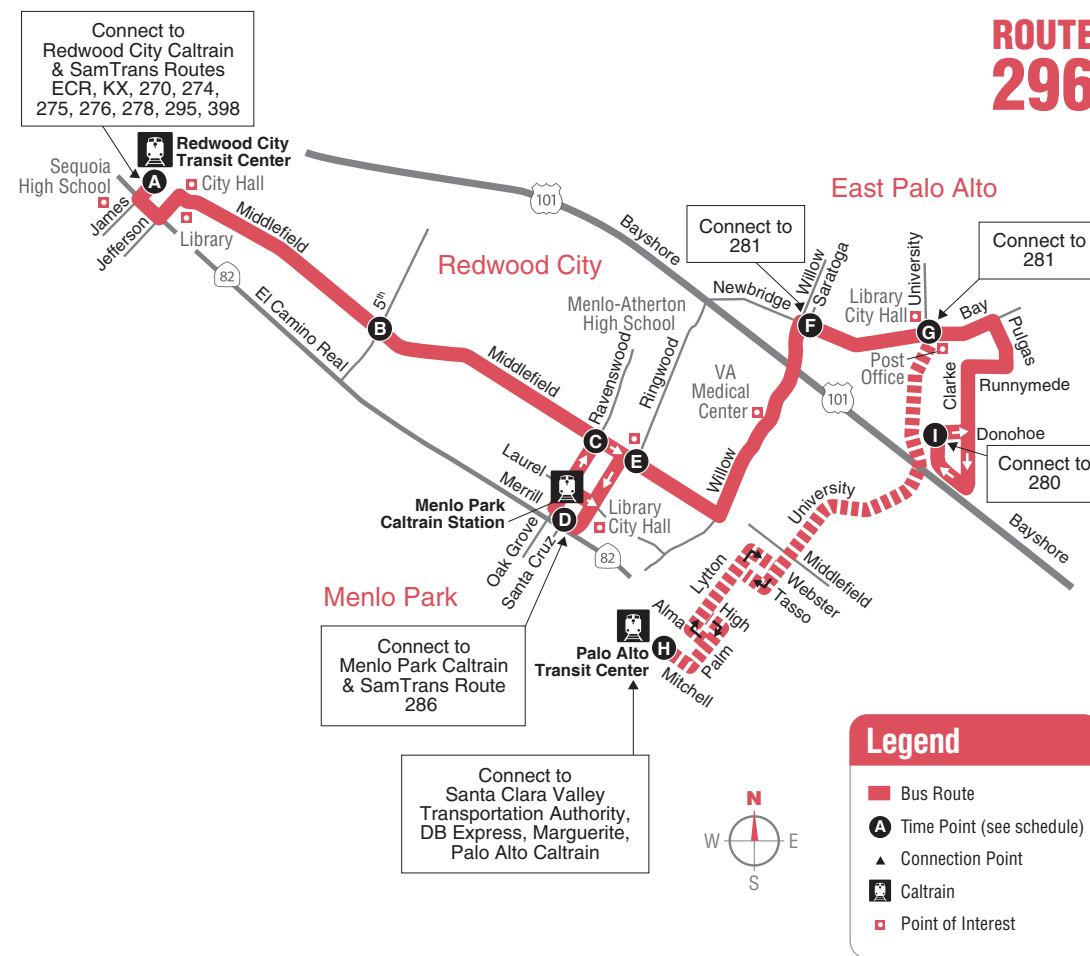 ROUTE
296
Connect to
Redwood City Caltrain
& SamTrans Routes
ECR, KX, 270, 274,
275, 276, 278, 295, 398
Redwood City
Transit Center
Sequoia
High School
A
City Hall
James
Jefferson
Library
Middlefield
82
El Camino Real
5th
B
Redwood City
101
Bayshore
East Palo Alto
Connect to
281
Willow
Saratoga
Newbridge
F
University
Library
City Hall
Connect to
281
G
Bay
Pulgas
Post
Office
Clarke
Runnymede
Menlo-Atherton
High School
Middlefield
Ravenswood
Ringwood
VA
Medical
Center
101
C
E
I
Donohoe
Connect to
280
Laurel
Merrill
Willow
Menlo Park
Caltrain Station
D
Library
City Hall
Oak Grove
Santa Cruz
82
University
Bayshore
Middlefield
Menlo Park
Lytton
Webster
Tasso
Alma
High
Palm
H
Mitchell
Palo Alto
Transit Center
Connect to
Menlo Park Caltrain
& SamTrans Route
286
Connect to
Santa Clara Valley
Transportation Authority,
DB Express, Marguerite,
Palo Alto Caltrain
N
W
E
S
Legend
Bus Route
A Time Point (see schedule)
Connection Point
Caltrain
Point of Interest